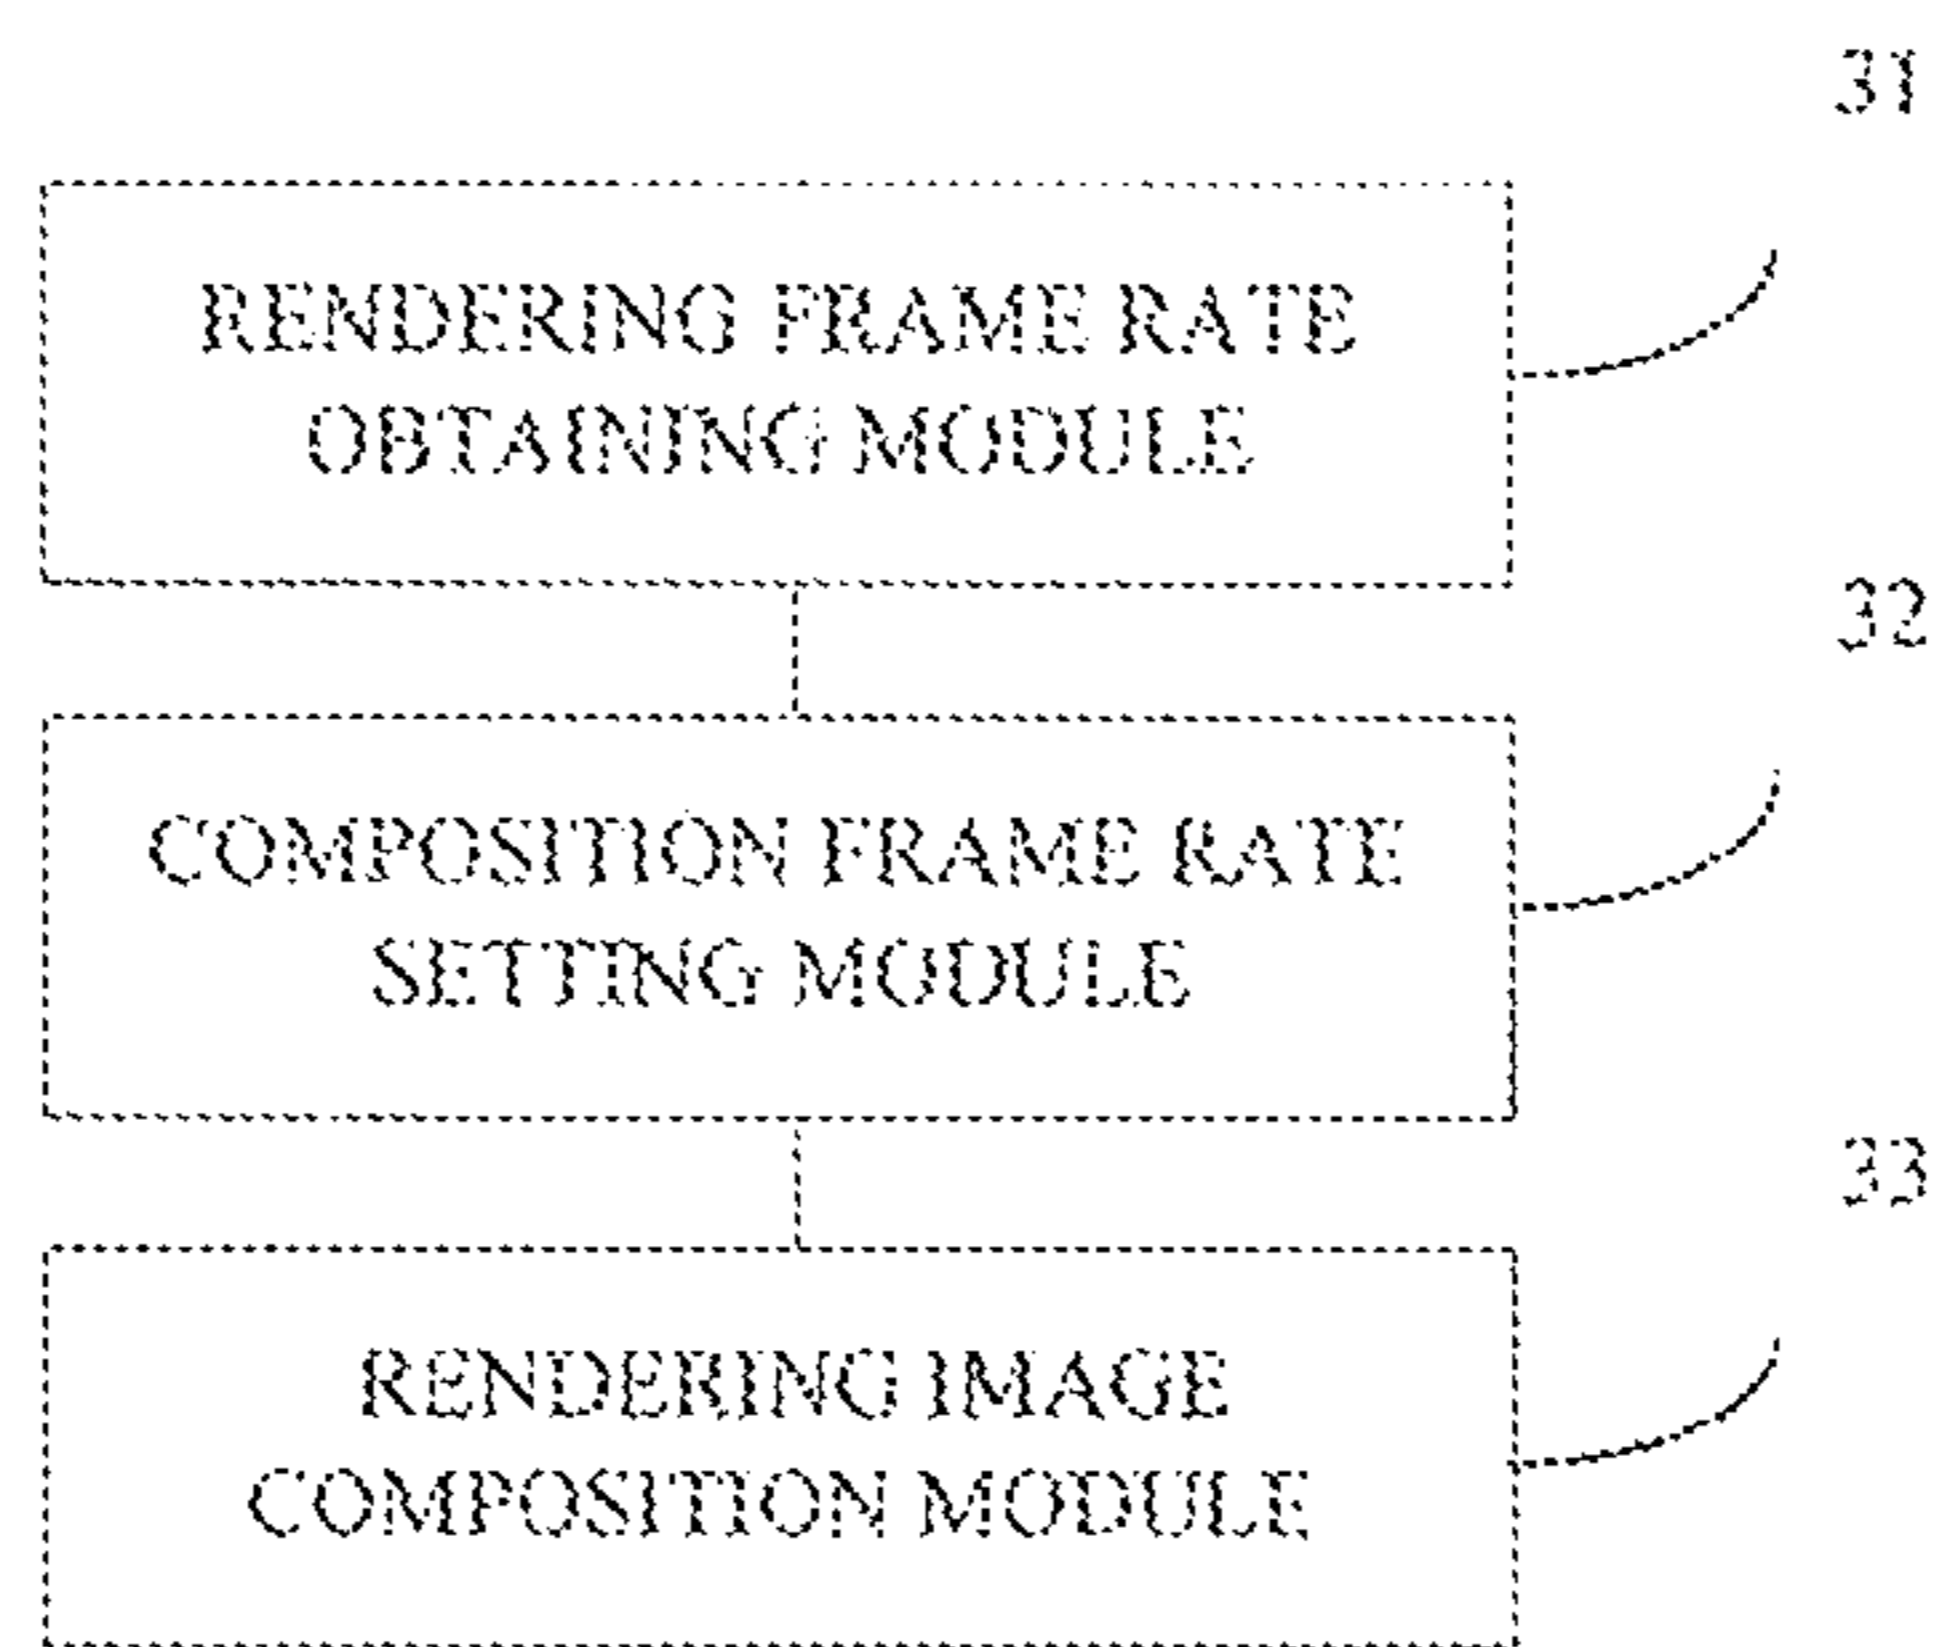 31
RENDERING FRAME RATE
OBTAINING MODULE
32
COMPOSITION FRAME RATE
SETTING MODULE
33
RENDERING IMAGE
COMPOSITION MODULE